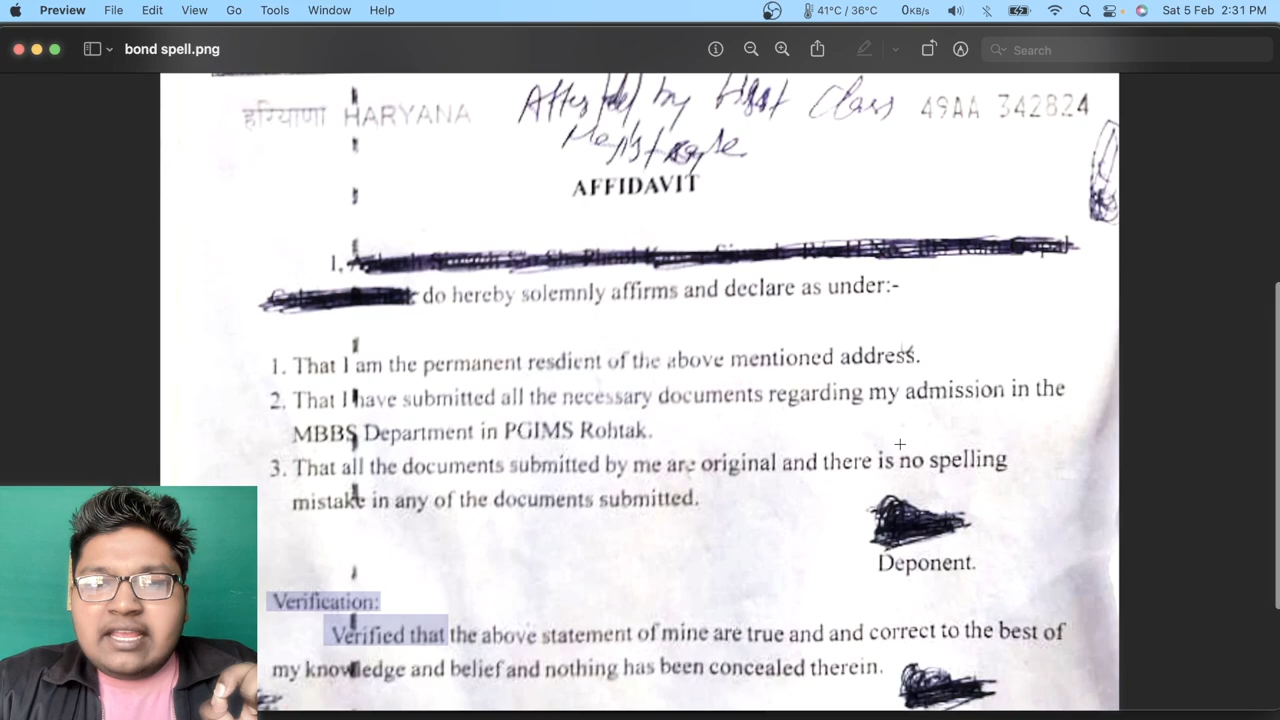 Preview File Edit View Go Tools Window Help 41°C / 36°C 0KB/s Sat 5 Feb 2:31 PM
bond spell.png Search
हरियाणा HARYANA Attested by First Class 49AA 342824
Megistrate
AFFIDAVIT
I,
do hereby solemnly affirms and declare as under:-
1. That I am the permanent resdient of the above mentioned address.
2. That I have submitted all the necessary documents regarding my admission in the
MBBS Department in PGIMS Rohtak.
3. That all the documents submitted by me are original and there is no spelling
mistake in any of the documents submitted.
Deponent.
Verification:
Verified that the above statement of mine are true and and correct to the best of
my knowledge and belief and nothing has been concealed therein.